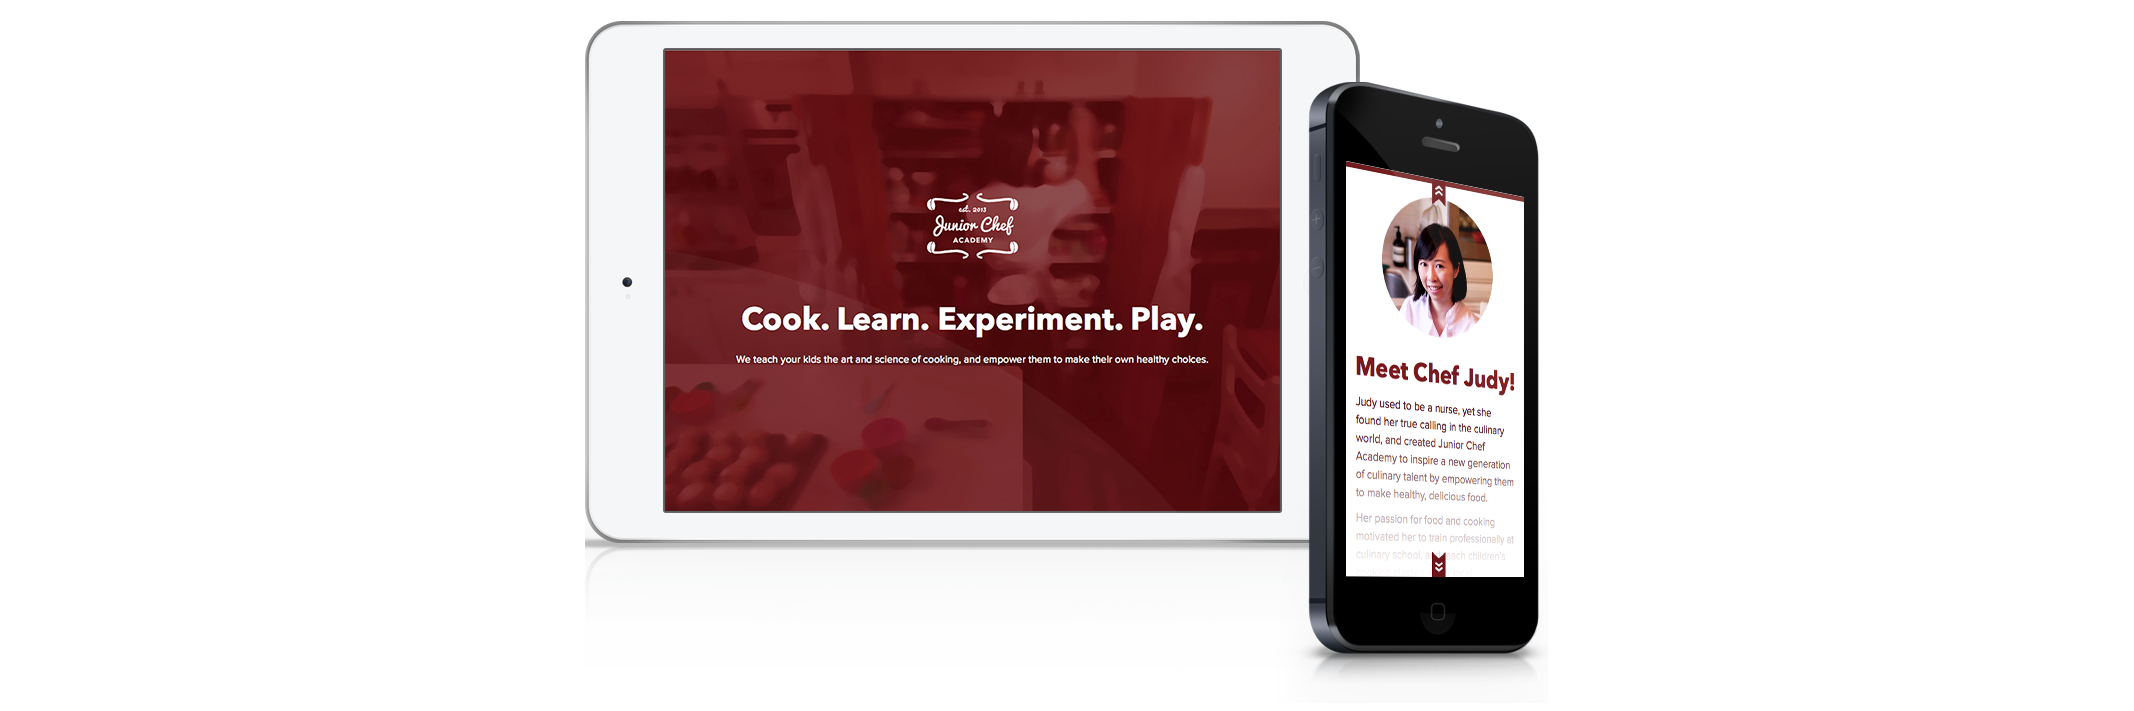 est. 2013
Junior Chef
ACADEMY
Cook. Learn. Experiment. Play.
We teach your kids the art and science of cooking, and empower them to make their own healthy choices.
Meet Chef Judy!
Judy used to be a nurse, yet she
found her true calling in the culinary
world, and created Junior Chef
Academy to inspire a new generation
of culinary talent by empowering them
to make healthy, delicious food.
Her passion for food and cooking
motivated her to train professionally at
culinary school, children's